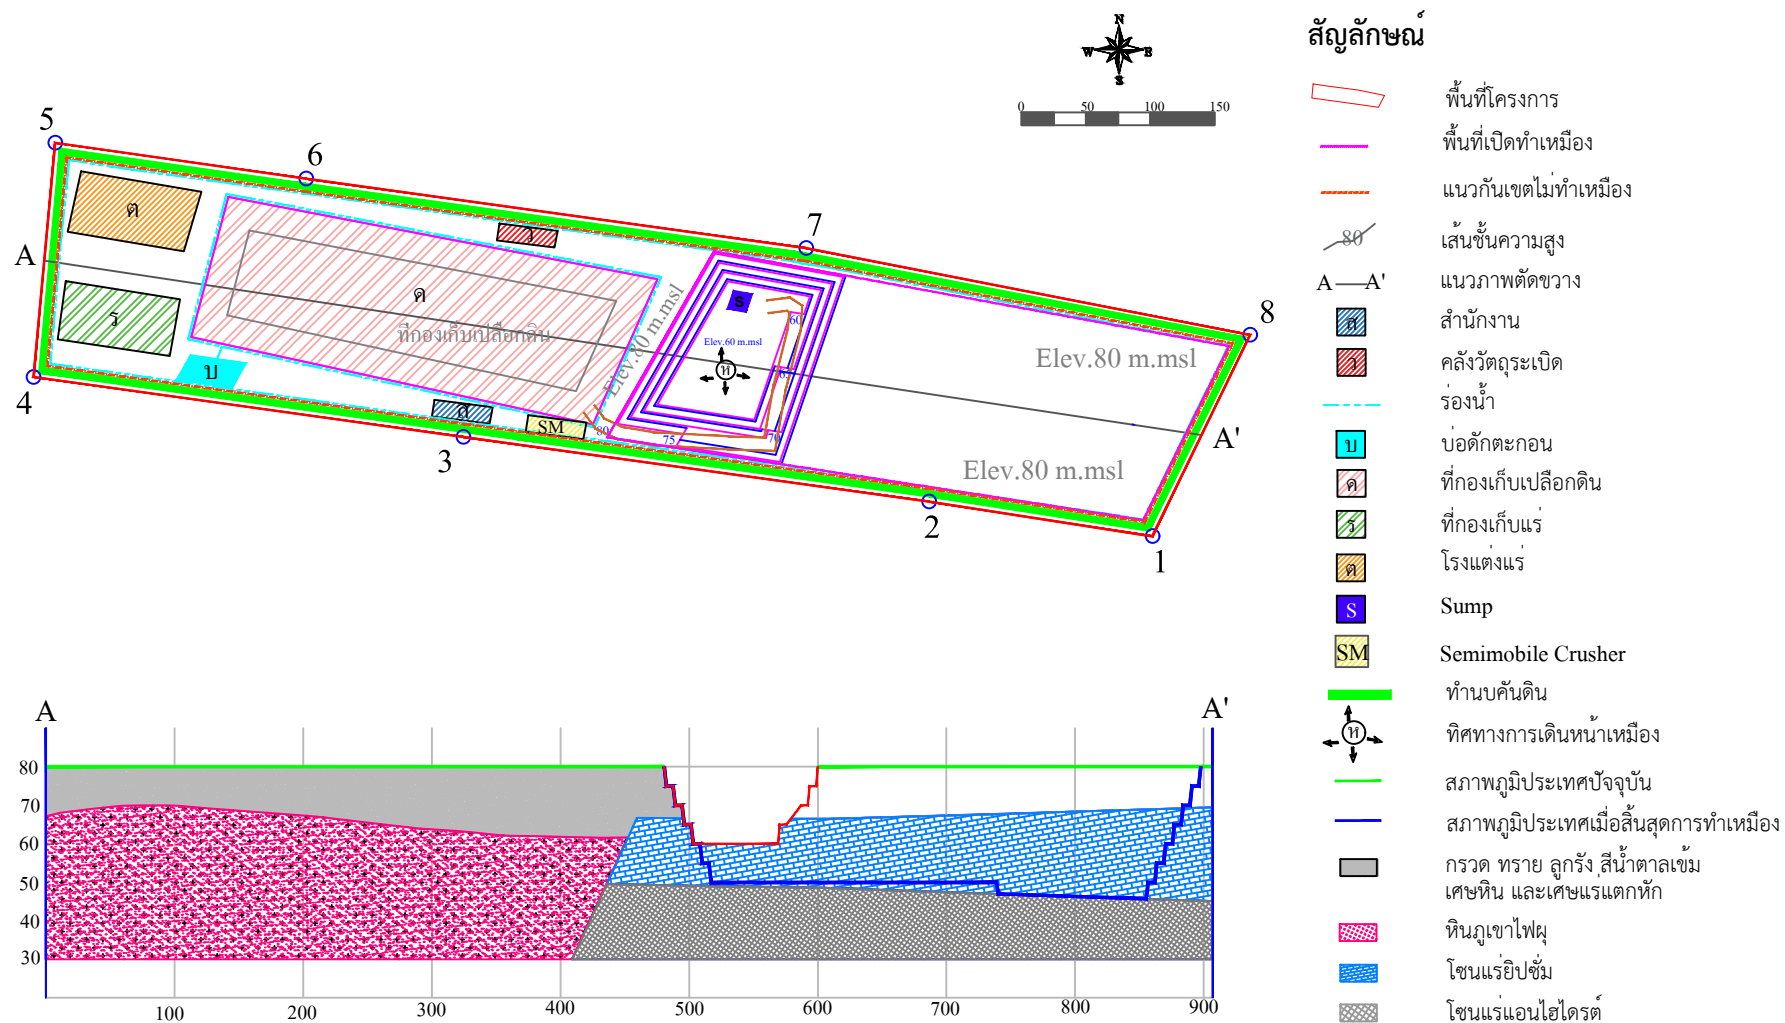 N
W
E
S
0
50
100
150
5
6
7
8
A
4
3
2
1
A'
ต
ร
บ
ค
ที่กองเก็บเปลือกดิน
ว
ส
SM
Elev.80 m.msl
S
Elev.60 m.msl
ห
60
80
75
70
Elev.80 m.msl
Elev.80 m.msl
สัญลักษณ์
พื้นที่โครงการ
พื้นที่เปิดทำเหมือง
แนวกันเขตไม่ทำเหมือง
80 เส้นชั้นความสูง
A A' แนวภาพตัดขวาง
ส สำนักงาน
ว คลังวัตถุระเบิด
ร่องน้ำ
บ บ่อดักตะกอน
ค ที่กองเก็บเปลือกดิน
ร ที่กองเก็บแร่
ต โรงแต่งแร่
S Sump
SM Semimobile Crusher
ทำนบคันดิน
ห ทิศทางการเดินหน้าเหมือง
สภาพภูมิประเทศปัจจุบัน
สภาพภูมิประเทศเมื่อสิ้นสุดการทำเหมือง
กรวด ทราย ลูกรัง สีน้ำตาลเข้ม
เศษหิน และเศษแร่แตกหัก
หินภูเขาไฟผุ
โซนแร่ยิปซั่ม
โซนแร่แอนไฮไดรต์
A
A'
80
70
60
50
40
30
100
200
300
400
500
600
700
800
900